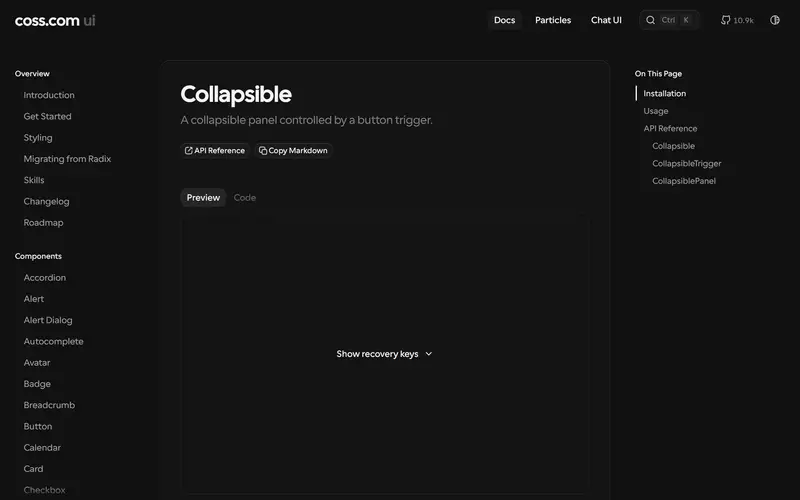 coss.com ui
Docs
Particles
Chat UI
Ctrl K
10.9k
Overview
Introduction
Get Started
Styling
Migrating from Radix
Skills
Changelog
Roadmap
Components
Accordion
Alert
Alert Dialog
Autocomplete
Avatar
Badge
Breadcrumb
Button
Calendar
Card
Checkbox
Collapsible
A collapsible panel controlled by a button trigger.
API Reference
Copy Markdown
Preview
Code
Show recovery keys
On This Page
Installation
Usage
API Reference
Collapsible
CollapsibleTrigger
CollapsiblePanel